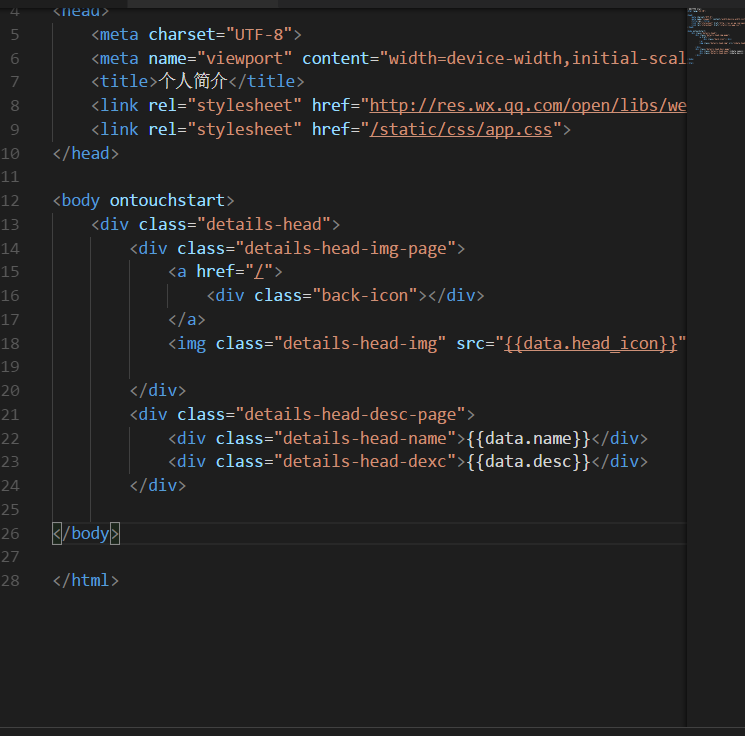 4 <head>
5 <meta charset="UTF-8">
6 <meta name="viewport" content="width=device-width,initial-scal
7 <title>个人简介</title>
8 <link rel="stylesheet" href="http://res.wx.qq.com/open/libs/we
9 <link rel="stylesheet" href="/static/css/app.css">
10 </head>
11
12 <body ontouchstart>
13 <div class="details-head">
14 <div class="details-head-img-page">
15 <a href="/">
16 <div class="back-icon"></div>
17 </a>
18 <img class="details-head-img" src="{{data.head_icon}}"
19
20 </div>
21 <div class="details-head-desc-page">
22 <div class="details-head-name">{{data.name}}</div>
23 <div class="details-head-dexc">{{data.desc}}</div>
24 </div>
25
26 </body>
27
28 </html>